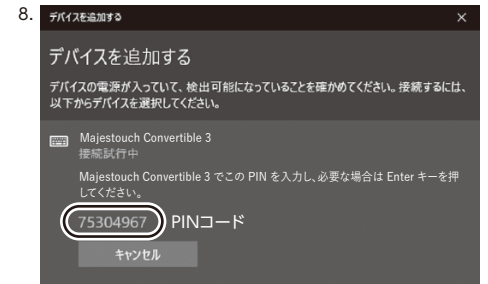 8.
デバイスを追加する
デバイスを追加する
デバイスの電源が入っていて、検出可能になっていることを確かめてください。接続するには、
以下からデバイスを選択してください。
Majestouch Convertible 3
接続試行中
Majestouch Convertible 3 でこの PIN を入力し、必要な場合は Enter キーを押
してください。
75304967 PINコード
キャンセル